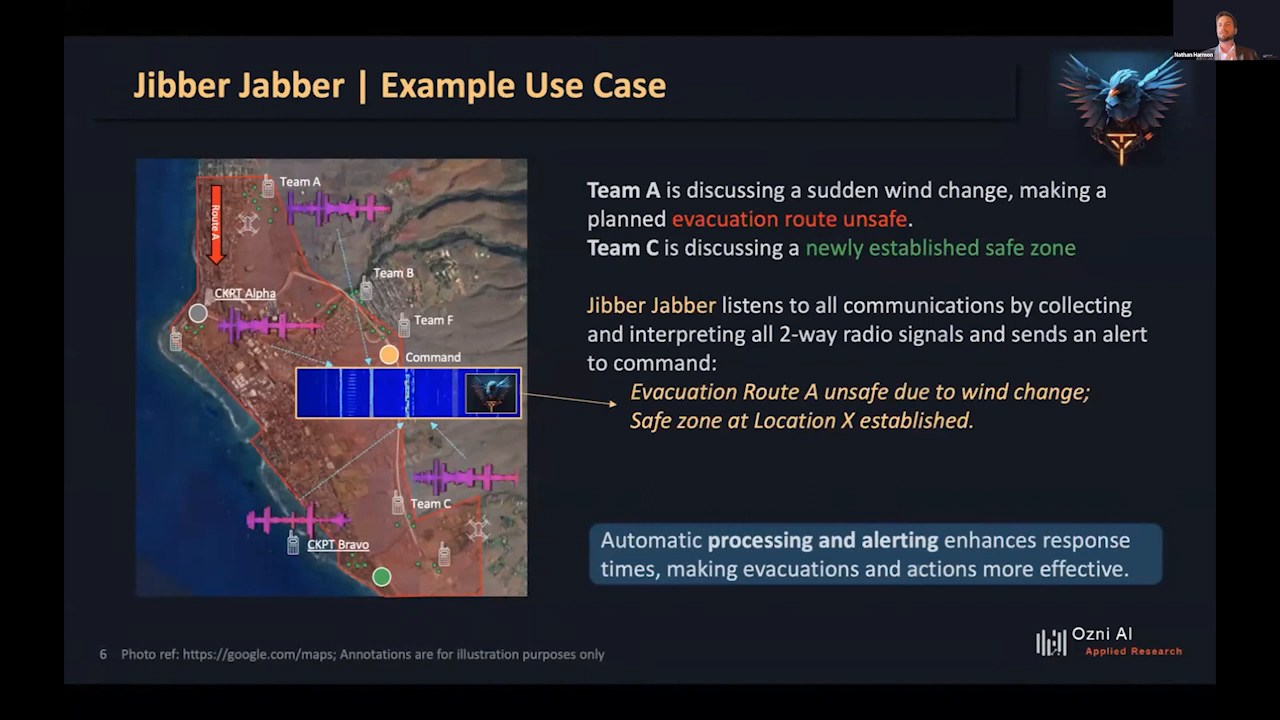 Nathan Harmon
Jibber Jabber | Example Use Case
Team A
Route A
Team B
CKPT Alpha
Team F
Command
Team C
CKPT Bravo
Team A is discussing a sudden wind change, making a
planned evacuation route unsafe.
Team C is discussing a newly established safe zone
Jibber Jabber listens to all communications by collecting
and interpreting all 2-way radio signals and sends an alert
to command:
Evacuation Route A unsafe due to wind change;
Safe zone at Location X established.
Automatic processing and alerting enhances response
times, making evacuations and actions more effective.
6 Photo ref: https://google.com/maps; Annotations are for illustration purposes only
Ozni AI
Applied Research